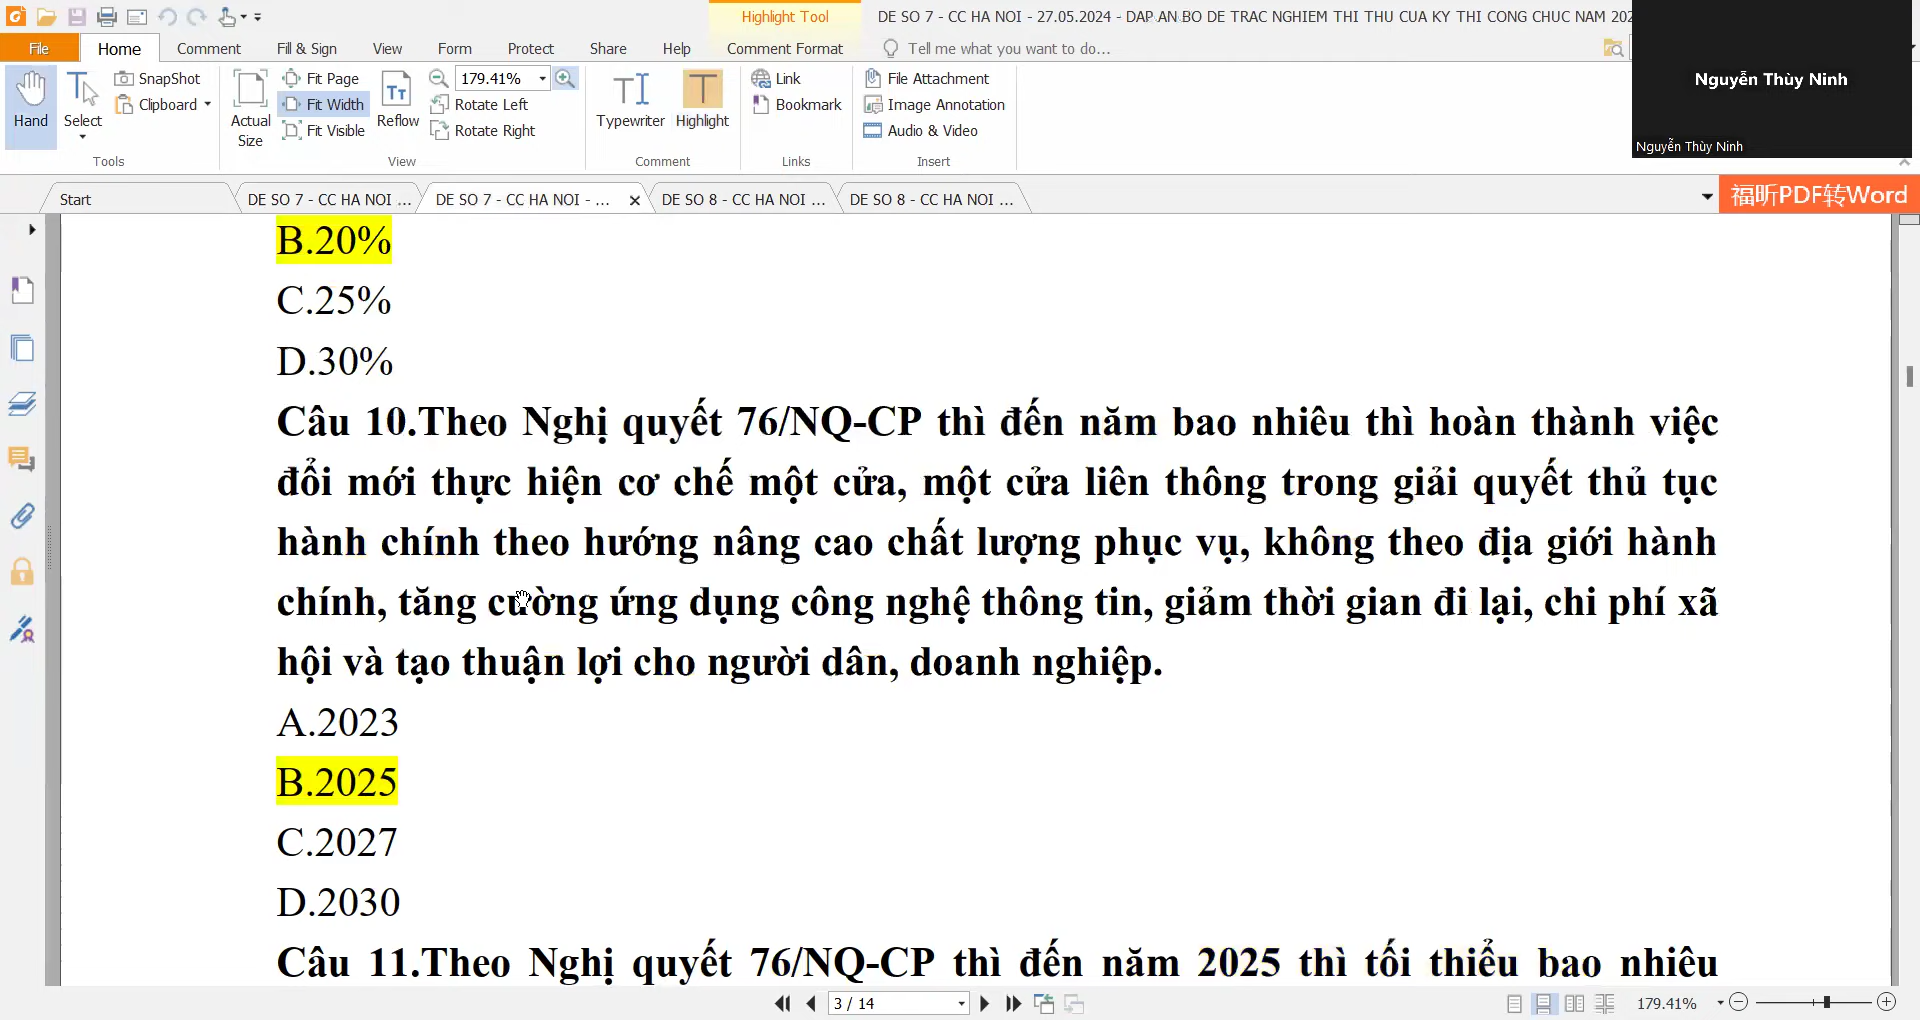 Highlight Tool
DE SO 7 - CC HA NOI - 27.05.2024 - DAP AN BO DE TRAC NGHIEM THI THU CUA KY THI CONG CHUC NAM 202
File
Home
Comment
Fill & Sign
View
Form
Protect
Share
Help
Comment Format
Tell me what you want to do...
Nguyễn Thùy Ninh
Nguyễn Thùy Ninh
Hand
Select
SnapShot
Clipboard
Actual Size
Fit Page
Fit Width
Fit Visible
Reflow
179.41%
Rotate Left
Rotate Right
Typewriter
Highlight
Link
Bookmark
File Attachment
Image Annotation
Audio & Video
Tools
View
Comment
Links
Insert
Start
DE SO 7 - CC HA NOI ...
DE SO 7 - CC HA NOI - ...
DE SO 8 - CC HA NOI ...
DE SO 8 - CC HA NOI ...
福昕PDF转Word
B.20%
C.25%
D.30%
Câu 10.Theo Nghị quyết 76/NQ-CP thì đến năm bao nhiêu thì hoàn thành việc
đổi mới thực hiện cơ chế một cửa, một cửa liên thông trong giải quyết thủ tục
hành chính theo hướng nâng cao chất lượng phục vụ, không theo địa giới hành
chính, tăng cường ứng dụng công nghệ thông tin, giảm thời gian đi lại, chi phí xã
hội và tạo thuận lợi cho người dân, doanh nghiệp.
A.2023
B.2025
C.2027
D.2030
Câu 11.Theo Nghị quyết 76/NQ-CP thì đến năm 2025 thì tối thiểu bao nhiêu
3 / 14
179.41%